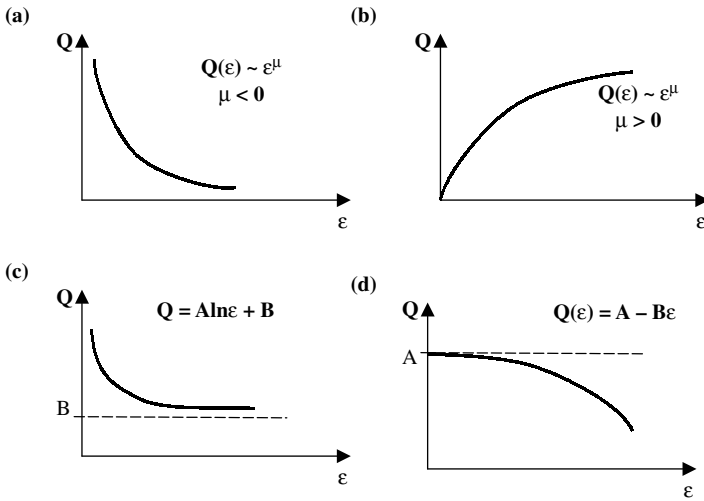 (a)
Q
Q(ε) ~ ε^μ
μ < 0
ε
(b)
Q
Q(ε) ~ ε^μ
μ > 0
ε
(c)
Q
Q = Alnε + B
B
ε
(d)
Q
Q(ε) = A – Bε
A
ε